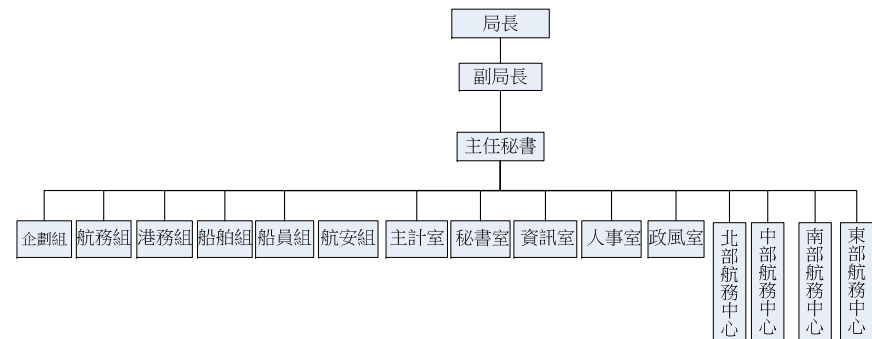 局長
副局長
主任秘書
企劃組
航務組
港務組
船舶組
船員組
航安組
主計室
秘書室
資訊室
人事室
政風室
北部航務中心
中部航務中心
南部航務中心
東部航務中心